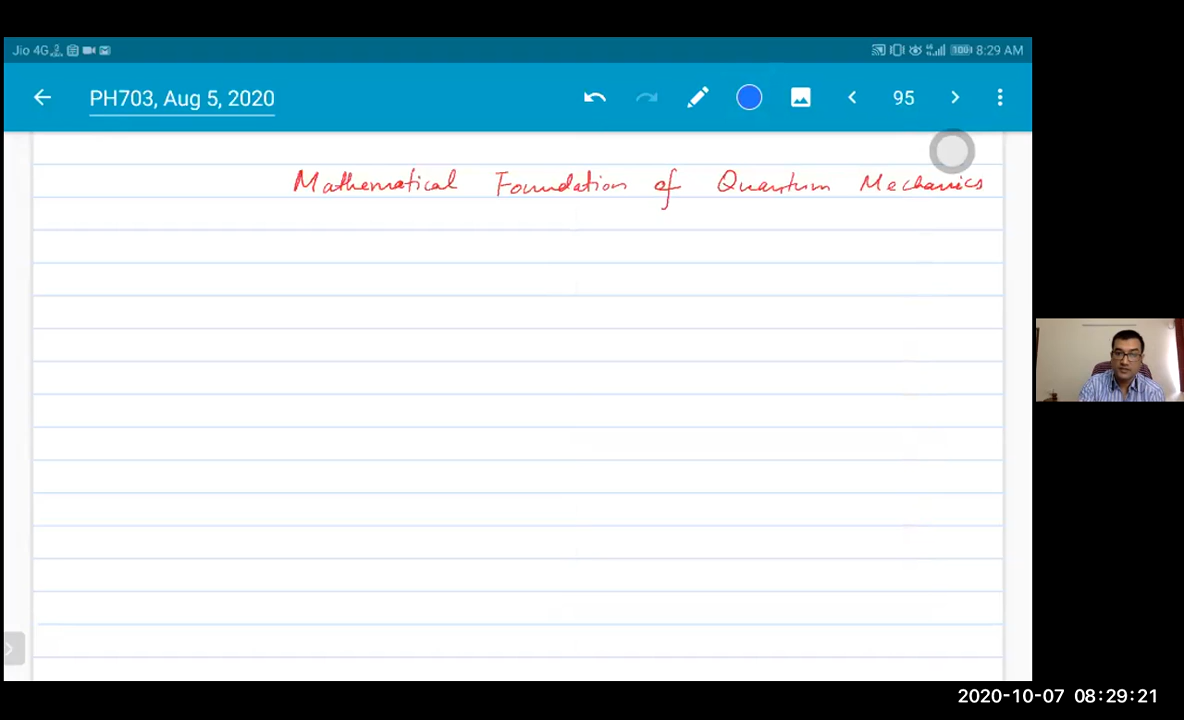 Jio 4G 8:29 AM
PH703, Aug 5, 2020 95
Mathematical Foundation of Quantum Mechanics
2020-10-07 08:29:21